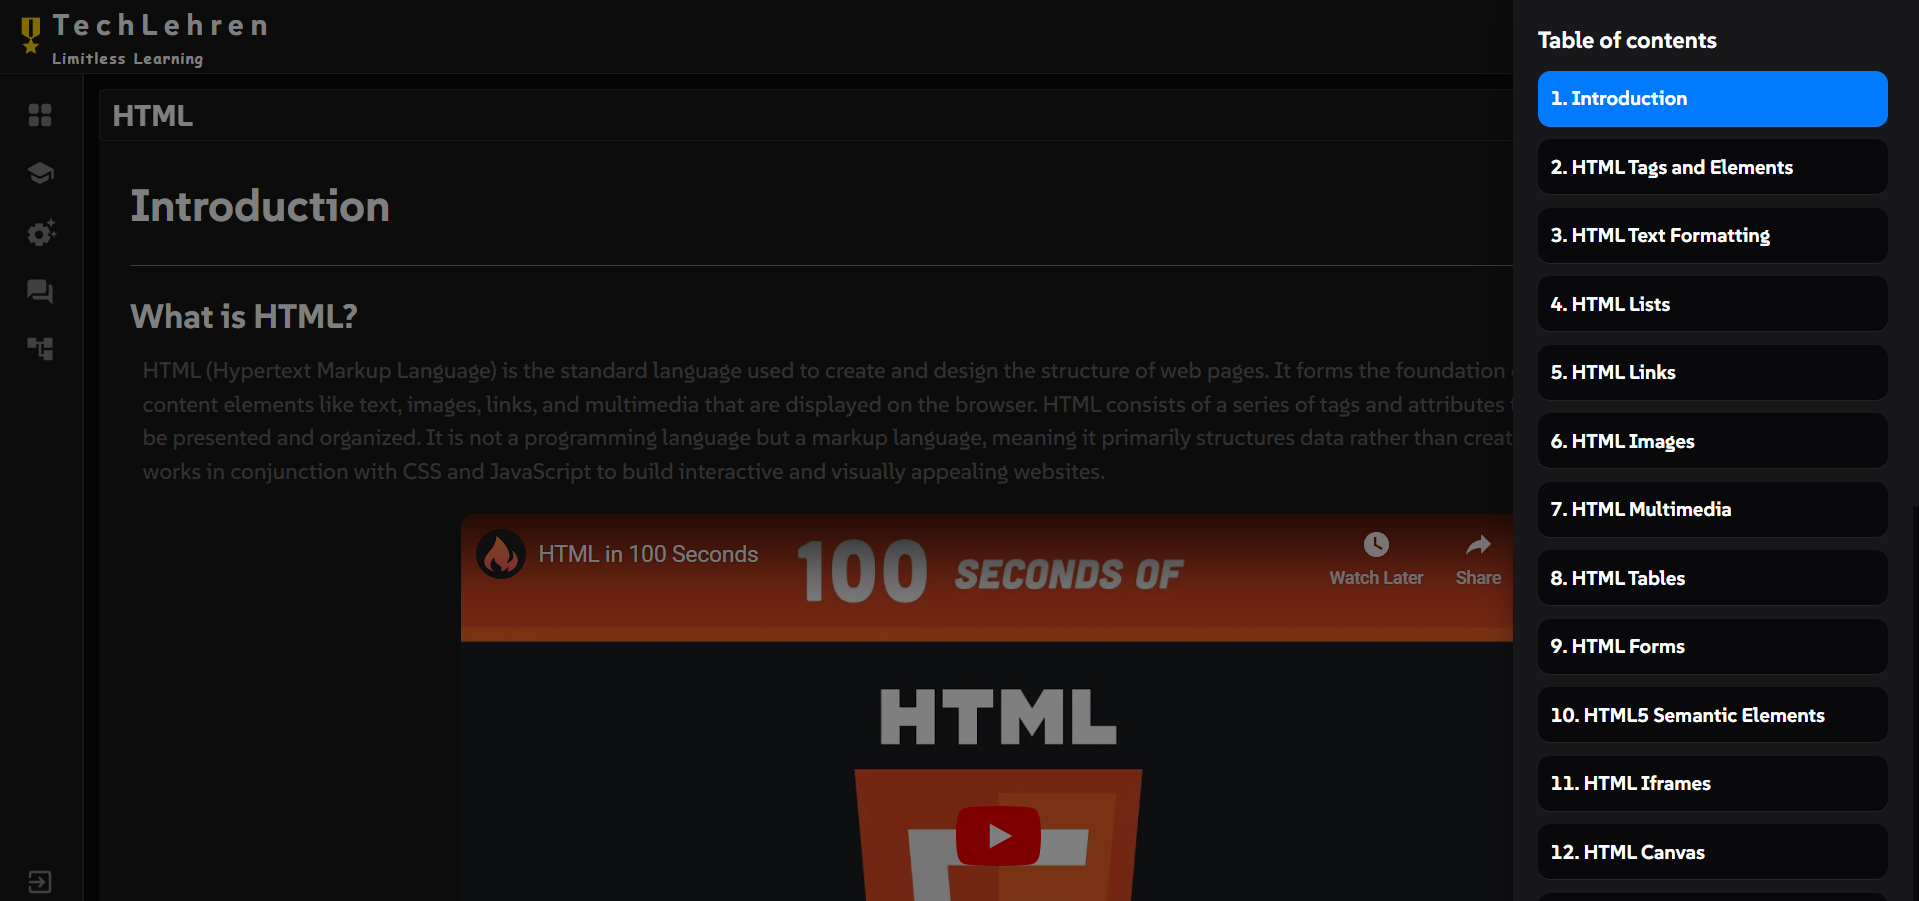 TechLehren
Limitless Learning
HTML
Introduction
What is HTML?
HTML (Hypertext Markup Language) is the standard language used to create and design the structure of web pages. It forms the foundation
content elements like text, images, links, and multimedia that are displayed on the browser. HTML consists of a series of tags and attributes
be presented and organized. It is not a programming language but a markup language, meaning it primarily structures data rather than creat
works in conjunction with CSS and JavaScript to build interactive and visually appealing websites.
HTML in 100 Seconds
100 SECONDS OF
Watch Later
Share
HTML
Table of contents
1. Introduction
2. HTML Tags and Elements
3. HTML Text Formatting
4. HTML Lists
5. HTML Links
6. HTML Images
7. HTML Multimedia
8. HTML Tables
9. HTML Forms
10. HTML5 Semantic Elements
11. HTML Iframes
12. HTML Canvas